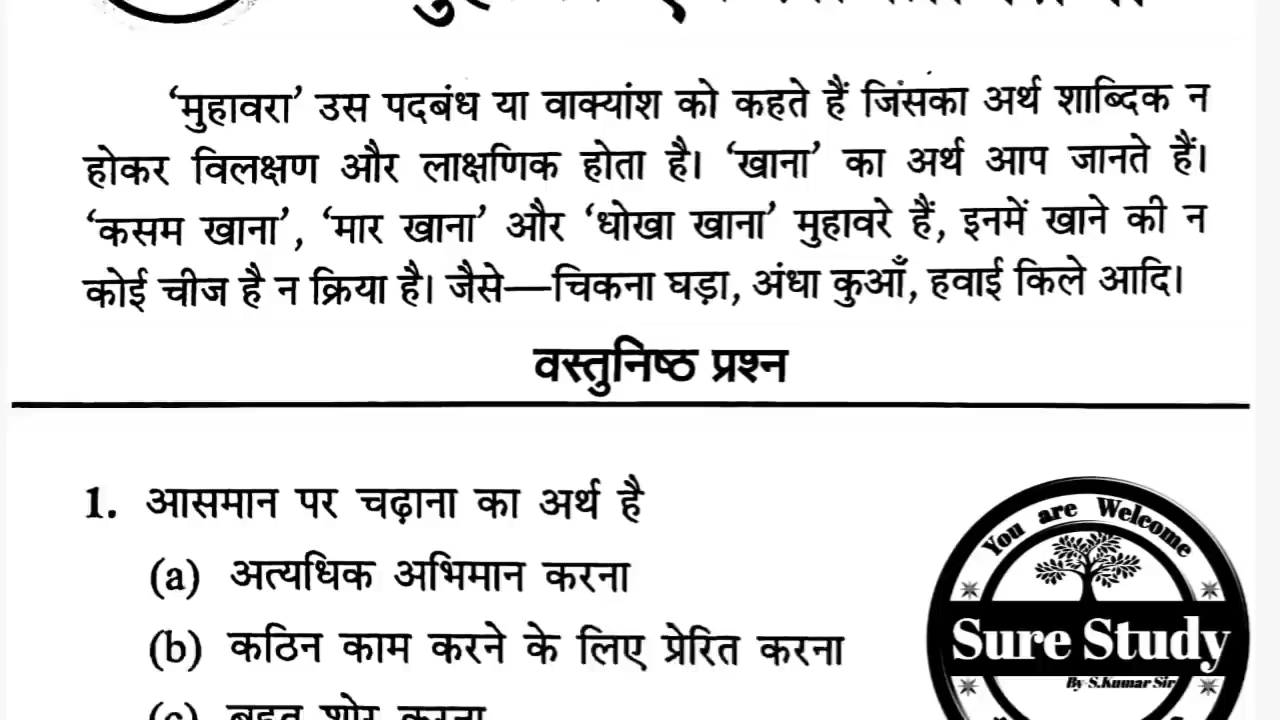 ‘मुहावरा’ उस पदबंध या वाक्यांश को कहते हैं जिसका अर्थ शाब्दिक न
होकर विलक्षण और लाक्षणिक होता है। ‘खाना’ का अर्थ आप जानते हैं।
‘कसम खाना’, ‘मार खाना’ और ‘धोखा खाना’ मुहावरे हैं, इनमें खाने की न
कोई चीज है न क्रिया है। जैसे—चिकना घड़ा, अंधा कुआँ, हवाई किले आदि।
वस्तुनिष्ठ प्रश्न
1. आसमान पर चढ़ाना का अर्थ है
(a) अत्यधिक अभिमान करना
(b) कठिन काम करने के लिए प्रेरित करना
(c) बहुत शोर करना
You are Welcome
Sure Study
By S.Kumar Sir